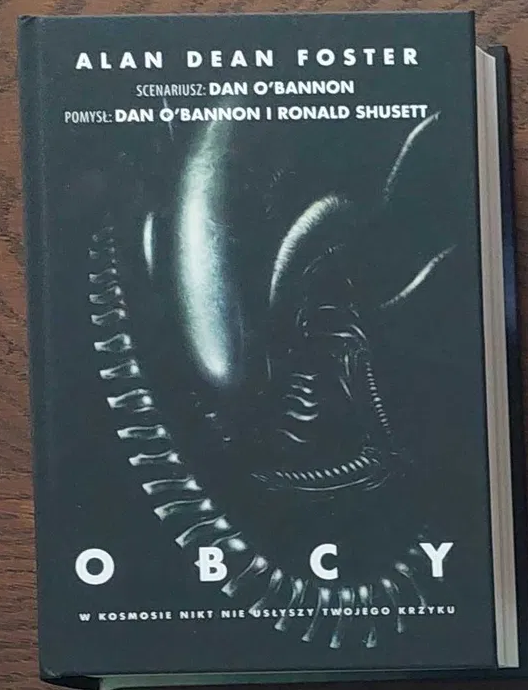 ALAN DEAN FOSTER
SCENARIUSZ: DAN O'BANNON
POMYSŁ: DAN O'BANNON I RONALD SHUSETT
OBCY
W KOSMOSIE NIKT NIE USŁYSZY TWOJEGO KRZYKU